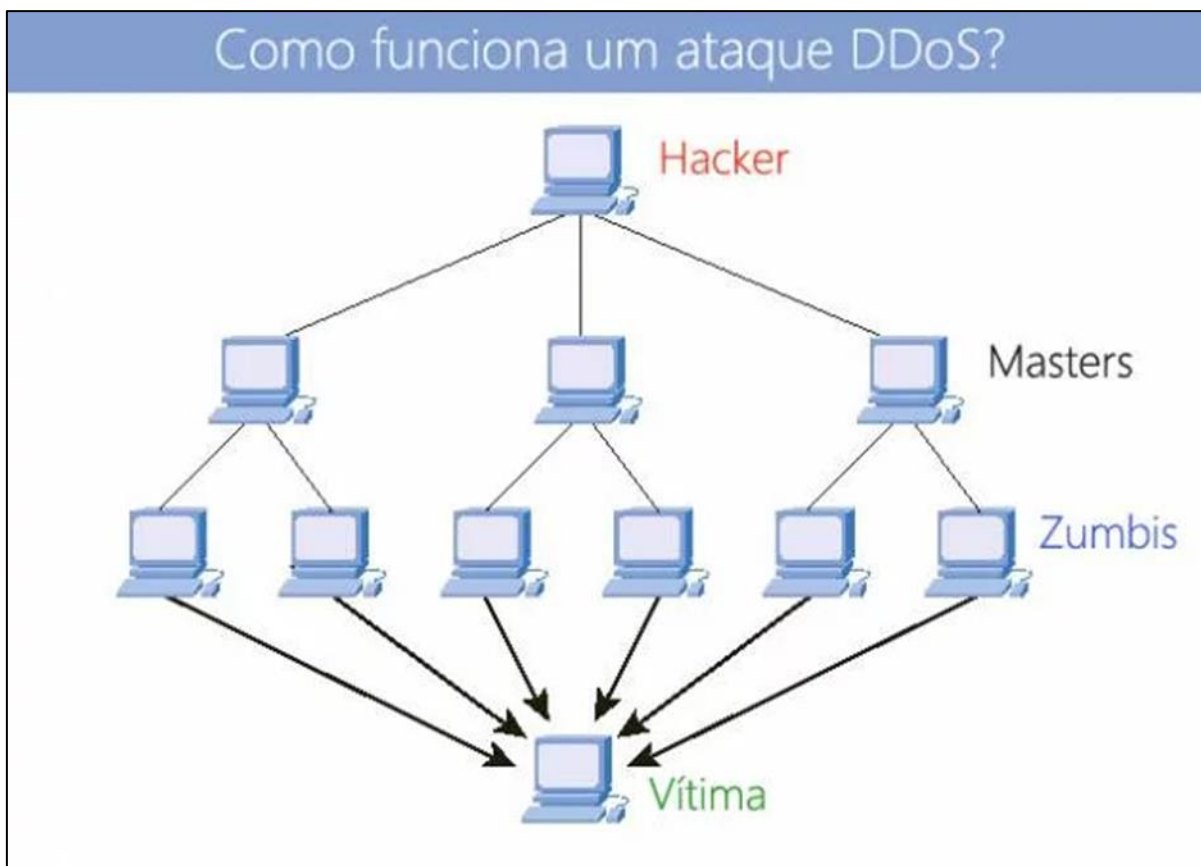 Como funciona um ataque DDoS?
Hacker
Masters
Zumbis
Vítima